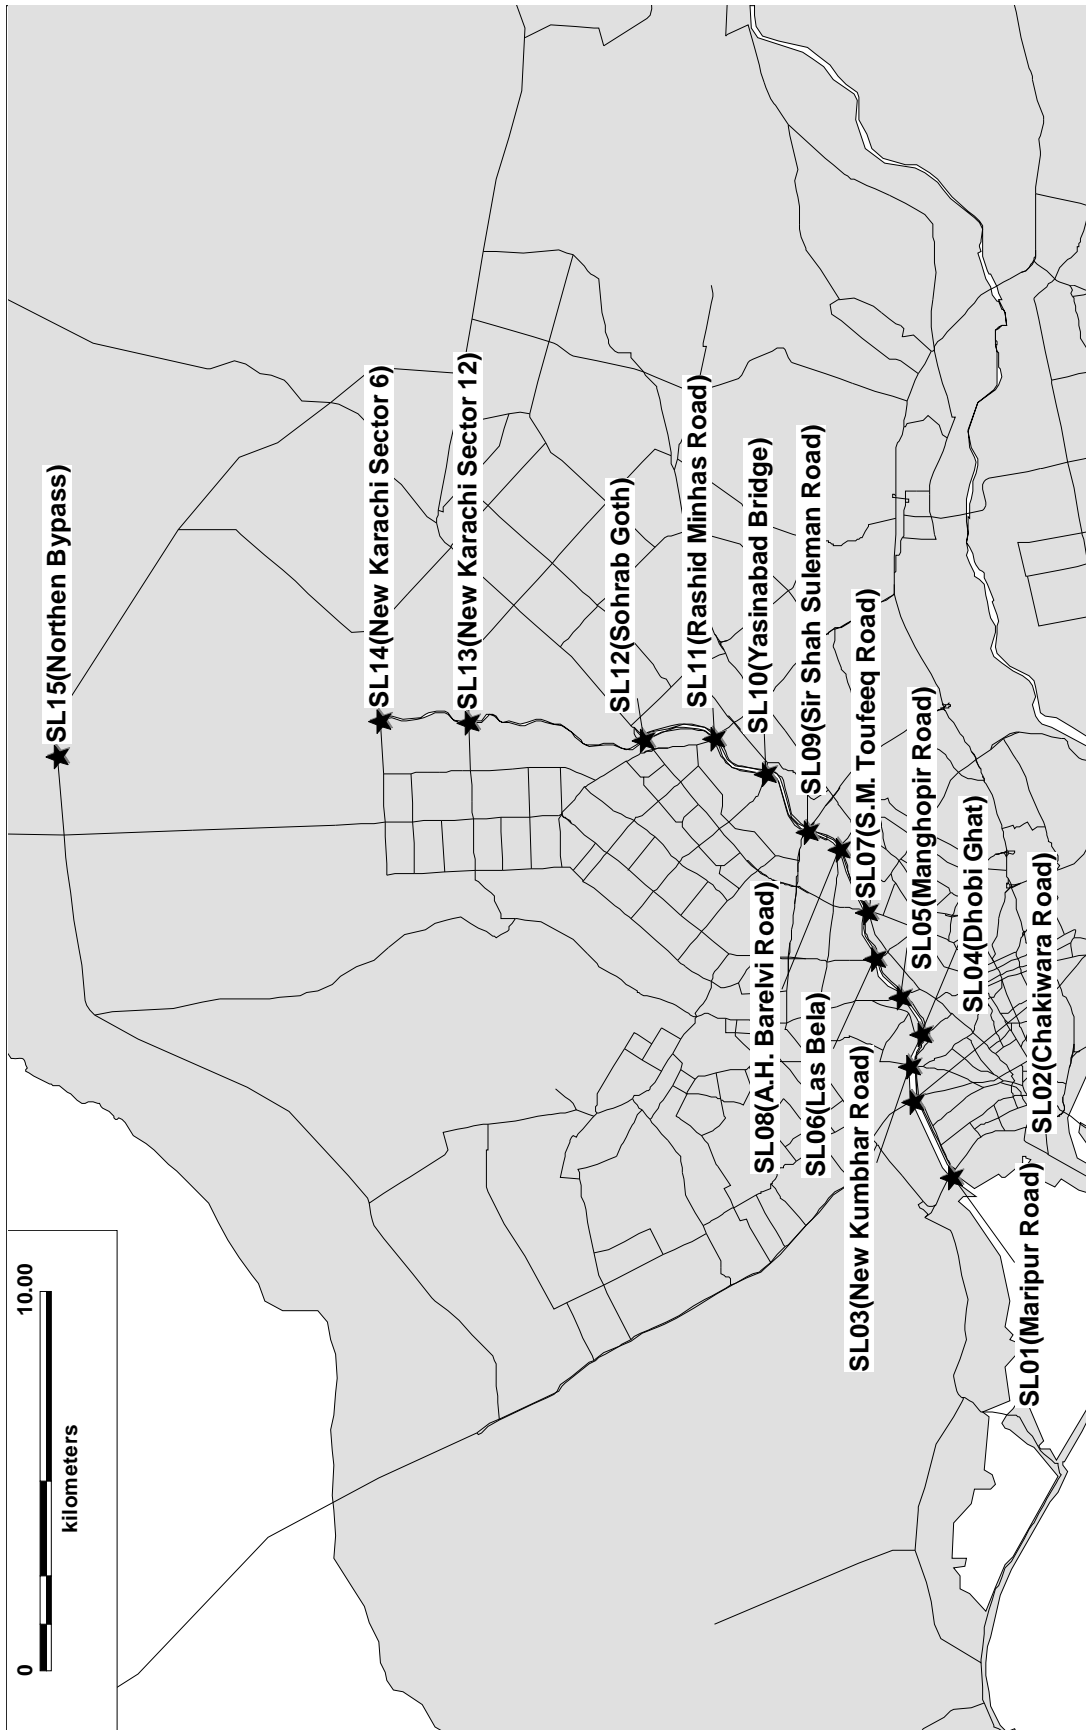 SL15(Northen Bypass)
SL14(New Karachi Sector 6)
SL13(New Karachi Sector 12)
SL12(Sohrab Goth)
SL11(Rashid Minhas Road)
SL10(Yasinabad Bridge)
SL09(Sir Shah Suleman Road)
SL08(A.H. Barelvi Road)
SL07(S.M. Toufeeq Road)
SL06(Las Bela)
SL05(Manghopir Road)
SL04(Dhobi Ghat)
SL03(New Kumbhar Road)
SL02(Chakiwara Road)
SL01(Maripur Road)
0
10.00
kilometers